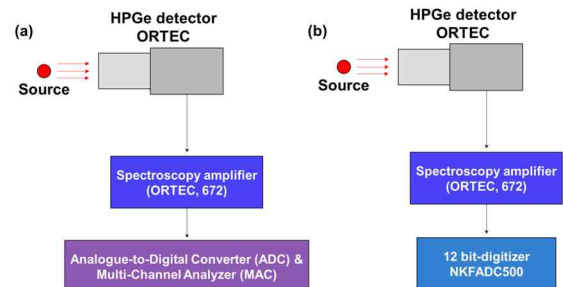 (a)
HPGe detector
ORTEC
Source
Spectroscopy amplifier
(ORTEC, 672)
Analogue-to-Digital Converter (ADC) &
Multi-Channel Analyzer (MAC)
(b)
HPGe detector
ORTEC
Source
Spectroscopy amplifier
(ORTEC, 672)
12 bit-digitizer
NKFADC500